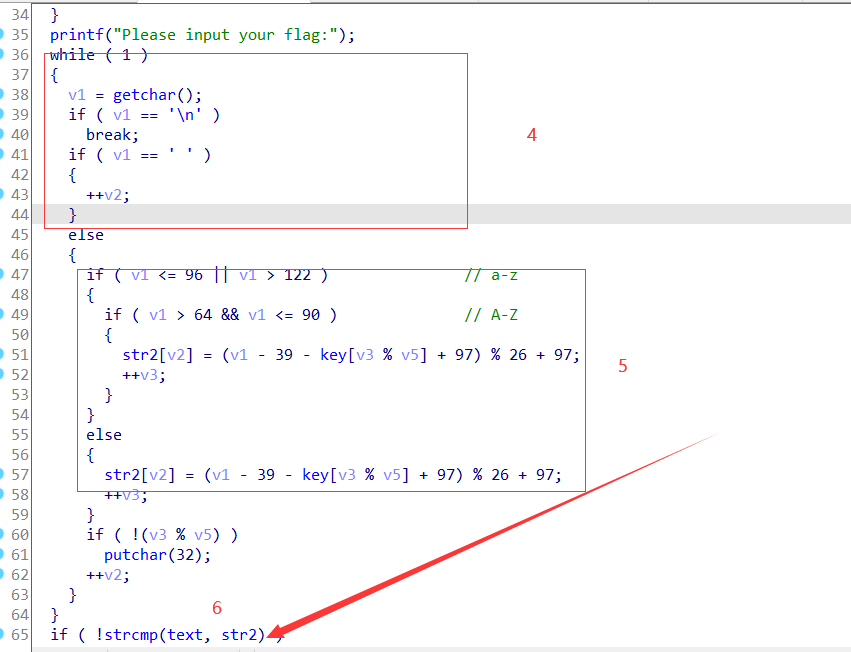 34 }
35 printf("Please input your flag:");
36 while ( 1 )
37 {
38 v1 = getchar();
39 if ( v1 == '\n' )
40 break;
41 if ( v1 == ' ' )
42 {
43 ++v2;
44 }
45 else
46 {
47 if ( v1 <= 96 || v1 > 122 ) // a-z
48 {
49 if ( v1 > 64 && v1 <= 90 ) // A-Z
50 {
51 str2[v2] = (v1 - 39 - key[v3 % v5] + 97) % 26 + 97;
52 ++v3;
53 }
54 }
55 else
56 {
57 str2[v2] = (v1 - 39 - key[v3 % v5] + 97) % 26 + 97;
58 ++v3;
59 }
60 if ( !(v3 % v5) )
61 putchar(32);
62 ++v2;
63 }
64 }
65 if ( !strcmp(text, str2) )
4
5
6